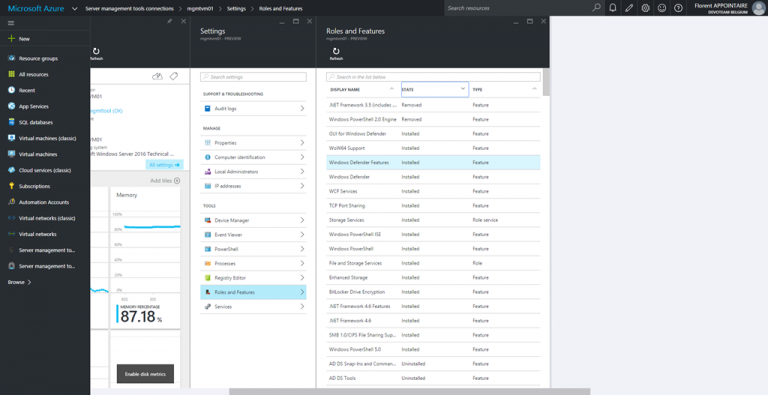 Microsoft Azure
Server management tools connections > mgmtvm01 > Settings > Roles and Features
Search resources
Florent APPOINTAIRE
DEVOTEAM BELGIUM
New
Resource groups
All resources
Recent
App Services
SQL databases
Virtual machines (classic)
Virtual machines
Cloud services (classic)
Subscriptions
Automation Accounts
Virtual networks (classic)
Virtual networks
Server management to...
Server management to...
Browse >
Refresh
VM01
(OK)
VM01
g system
ft Windows Server 2016 Technical ...
All settings
Add tiles
Memory
100%
80%
60%
40%
20%
0%
60S
40S
MEMORY PERCENTAGE
87.18 %
Enable disk metrics
Settings
mgmtvm01 - PREVIEW
Refresh
Search settings
SUPPORT & TROUBLESHOOTING
Audit logs
MANAGE
Properties
Computer identification
Local Administrators
IP addresses
TOOLS
Device Manager
Event Viewer
PowerShell
Processes
Registry Editor
Roles and Features
Services
Roles and Features
mgmtvm01 - PREVIEW
Refresh
Search in the list below
DISPLAY NAME STATE TYPE
.NET Framework 3.5 (includes ... Removed Feature
Windows PowerShell 2.0 Engine Removed Feature
GUI for Windows Defender Installed Feature
WoW64 Support Installed Feature
Windows Defender Features Installed Feature
Windows Defender Installed Feature
WCF Services Installed Feature
TCP Port Sharing Installed Feature
Storage Services Installed Role service
Windows PowerShell ISE Installed Feature
Windows PowerShell Installed Feature
File and Storage Services Installed Role
Enhanced Storage Installed Feature
BitLocker Drive Encryption Installed Feature
.NET Framework 4.6 Features Installed Feature
.NET Framework 4.6 Installed Feature
SMB 1.0/CIFS File Sharing Sup... Installed Feature
Windows PowerShell 5.0 Installed Feature
AD DS Snap-Ins and Comman... Uninstalled Feature
AD DS Tools Uninstalled Feature